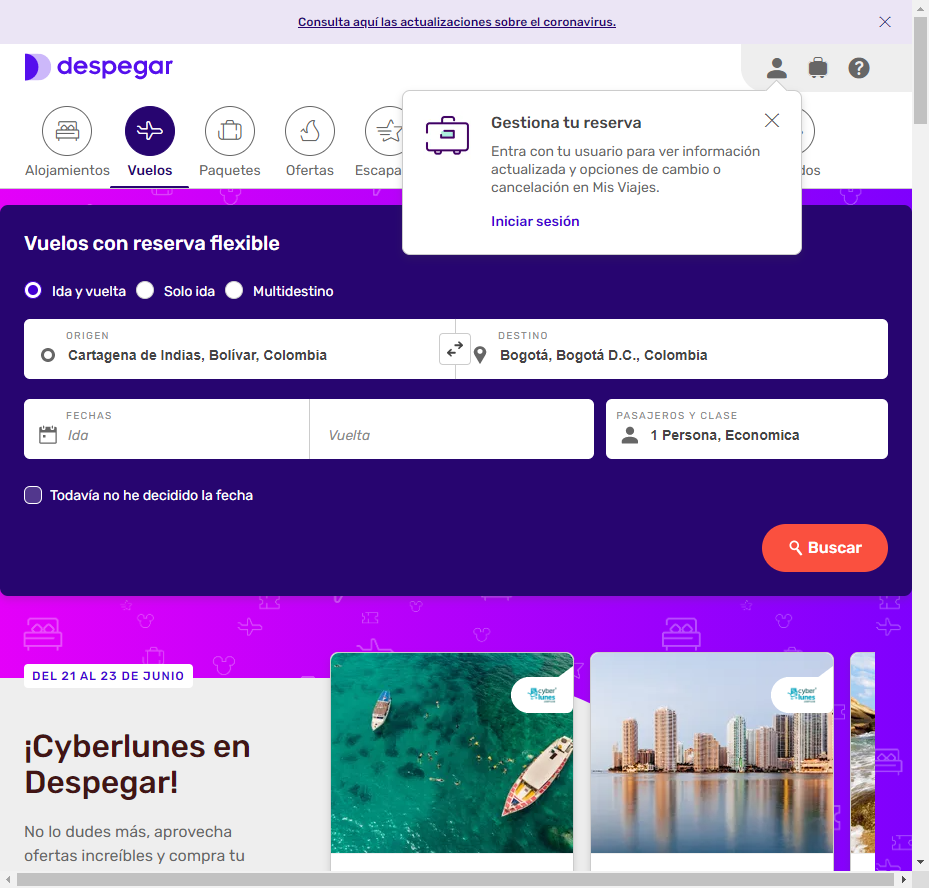 Consulta aquí las actualizaciones sobre el coronavirus.
despegar
Alojamientos
Vuelos
Paquetes
Ofertas
Escapa
dos
Gestiona tu reserva
Entra con tu usuario para ver información
actualizada y opciones de cambio o
cancelación en Mis Viajes.
Iniciar sesión
Vuelos con reserva flexible
Ida y vuelta
Solo ida
Multidestino
ORIGEN
Cartagena de Indias, Bolívar, Colombia
DESTINO
Bogotá, Bogotá D.C., Colombia
FECHAS
Ida
Vuelta
PASAJEROS Y CLASE
1 Persona, Economica
Todavía no he decidido la fecha
Buscar
DEL 21 AL 23 DE JUNIO
¡Cyberlunes en
Despegar!
No lo dudes más, aprovecha
ofertas increíbles y compra tu
cyber
lunes
cyber
lunes